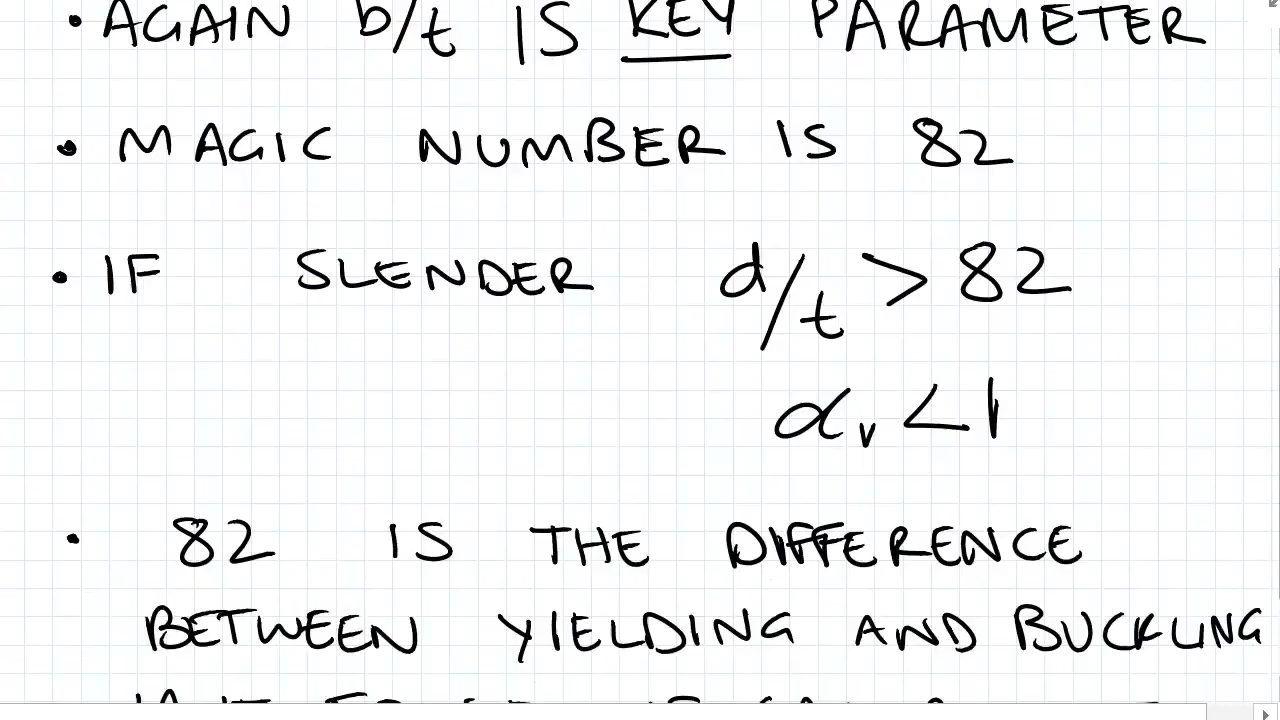 • AGAIN b/t IS KEY PARAMETER
• MAGIC NUMBER IS 82
• IF SLENDER d/t > 82
αv < 1
• 82 IS THE DIFFERENCE
BETWEEN YIELDING AND BUCKLING